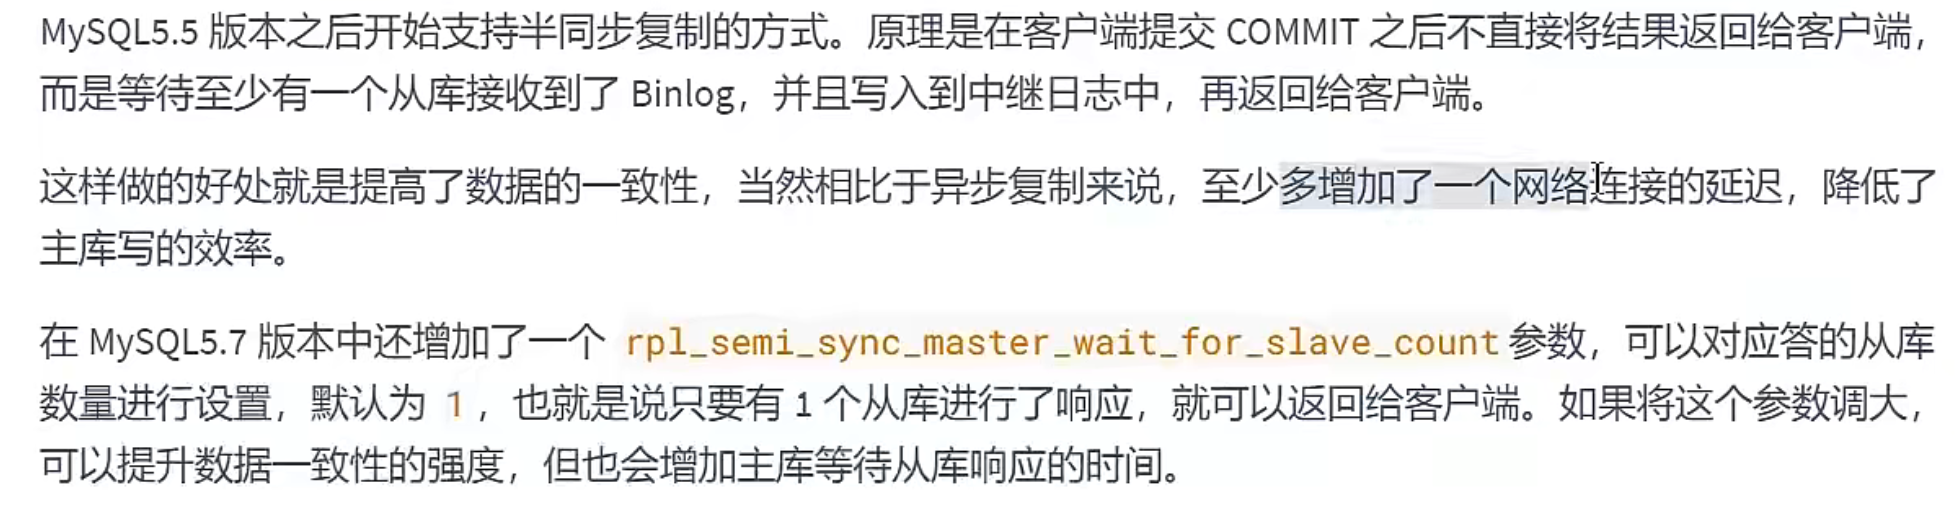 MySQL5.5 版本之后开始支持半同步复制的方式。原理是在客户端提交 COMMIT 之后不直接将结果返回给客户端，
而是等待至少有一个从库接收到了 Binlog，并且写入到中继日志中，再返回给客户端。
这样做的好处就是提高了数据的一致性，当然相比于异步复制来说，至少多增加了一个网络连接的延迟，降低了
主库写的效率。
在 MySQL5.7 版本中还增加了一个 rpl_semi_sync_master_wait_for_slave_count 参数，可以对应答的从库
数量进行设置，默认为 1，也就是说只要有 1 个从库进行了响应，就可以返回给客户端。如果将这个参数调大，
可以提升数据一致性的强度，但也会增加主库等待从库响应的时间。